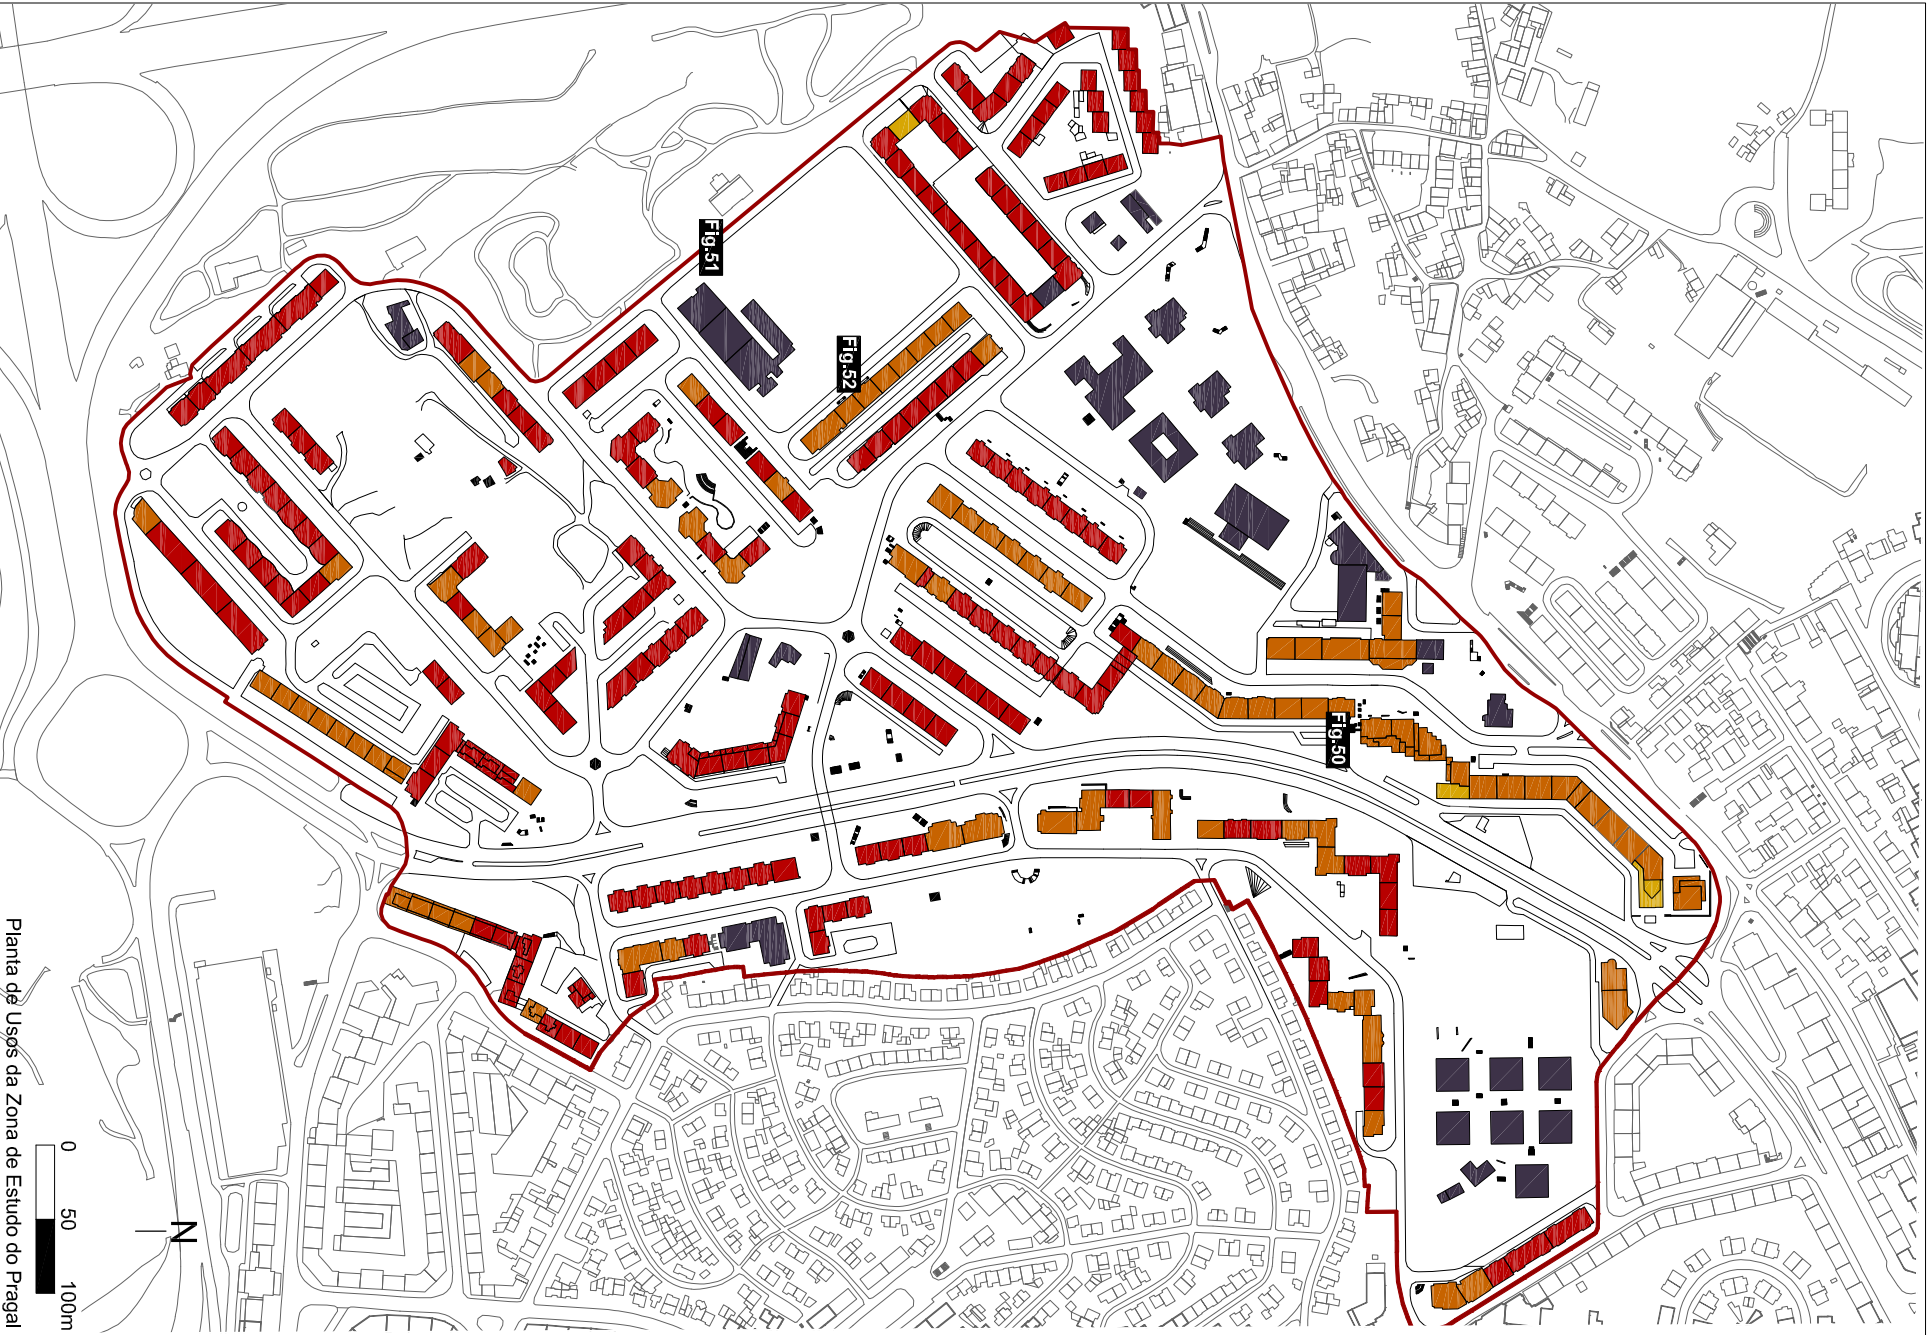 Fig.51
Fig.52
Fig.50
Planta de Usos da Zona de Estudo do Pragal
0 50 100m
N